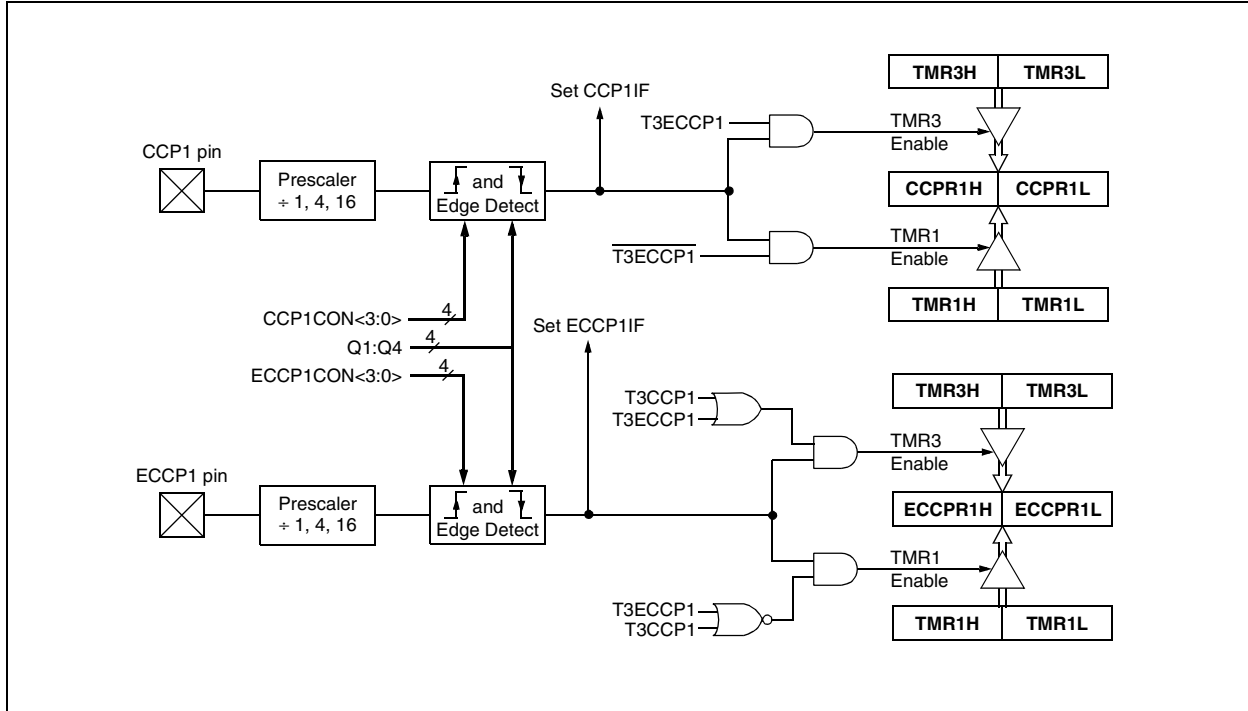 TMR3H TMR3L
Set CCP1IF
T3ECCP1
TMR3
Enable
CCP1 pin
Prescaler
÷ 1, 4, 16
and
Edge Detect
CCPR1H CCPR1L
T3ECCP1
TMR1
Enable
TMR1H TMR1L
CCP1CON<3:0> 4
Q1:Q4 4
ECCP1CON<3:0> 4
Set ECCP1IF
TMR3H TMR3L
T3CCP1
T3ECCP1
TMR3
Enable
ECCP1 pin
Prescaler
÷ 1, 4, 16
and
Edge Detect
ECCPR1H ECCPR1L
TMR1
Enable
T3ECCP1
T3CCP1
TMR1H TMR1L